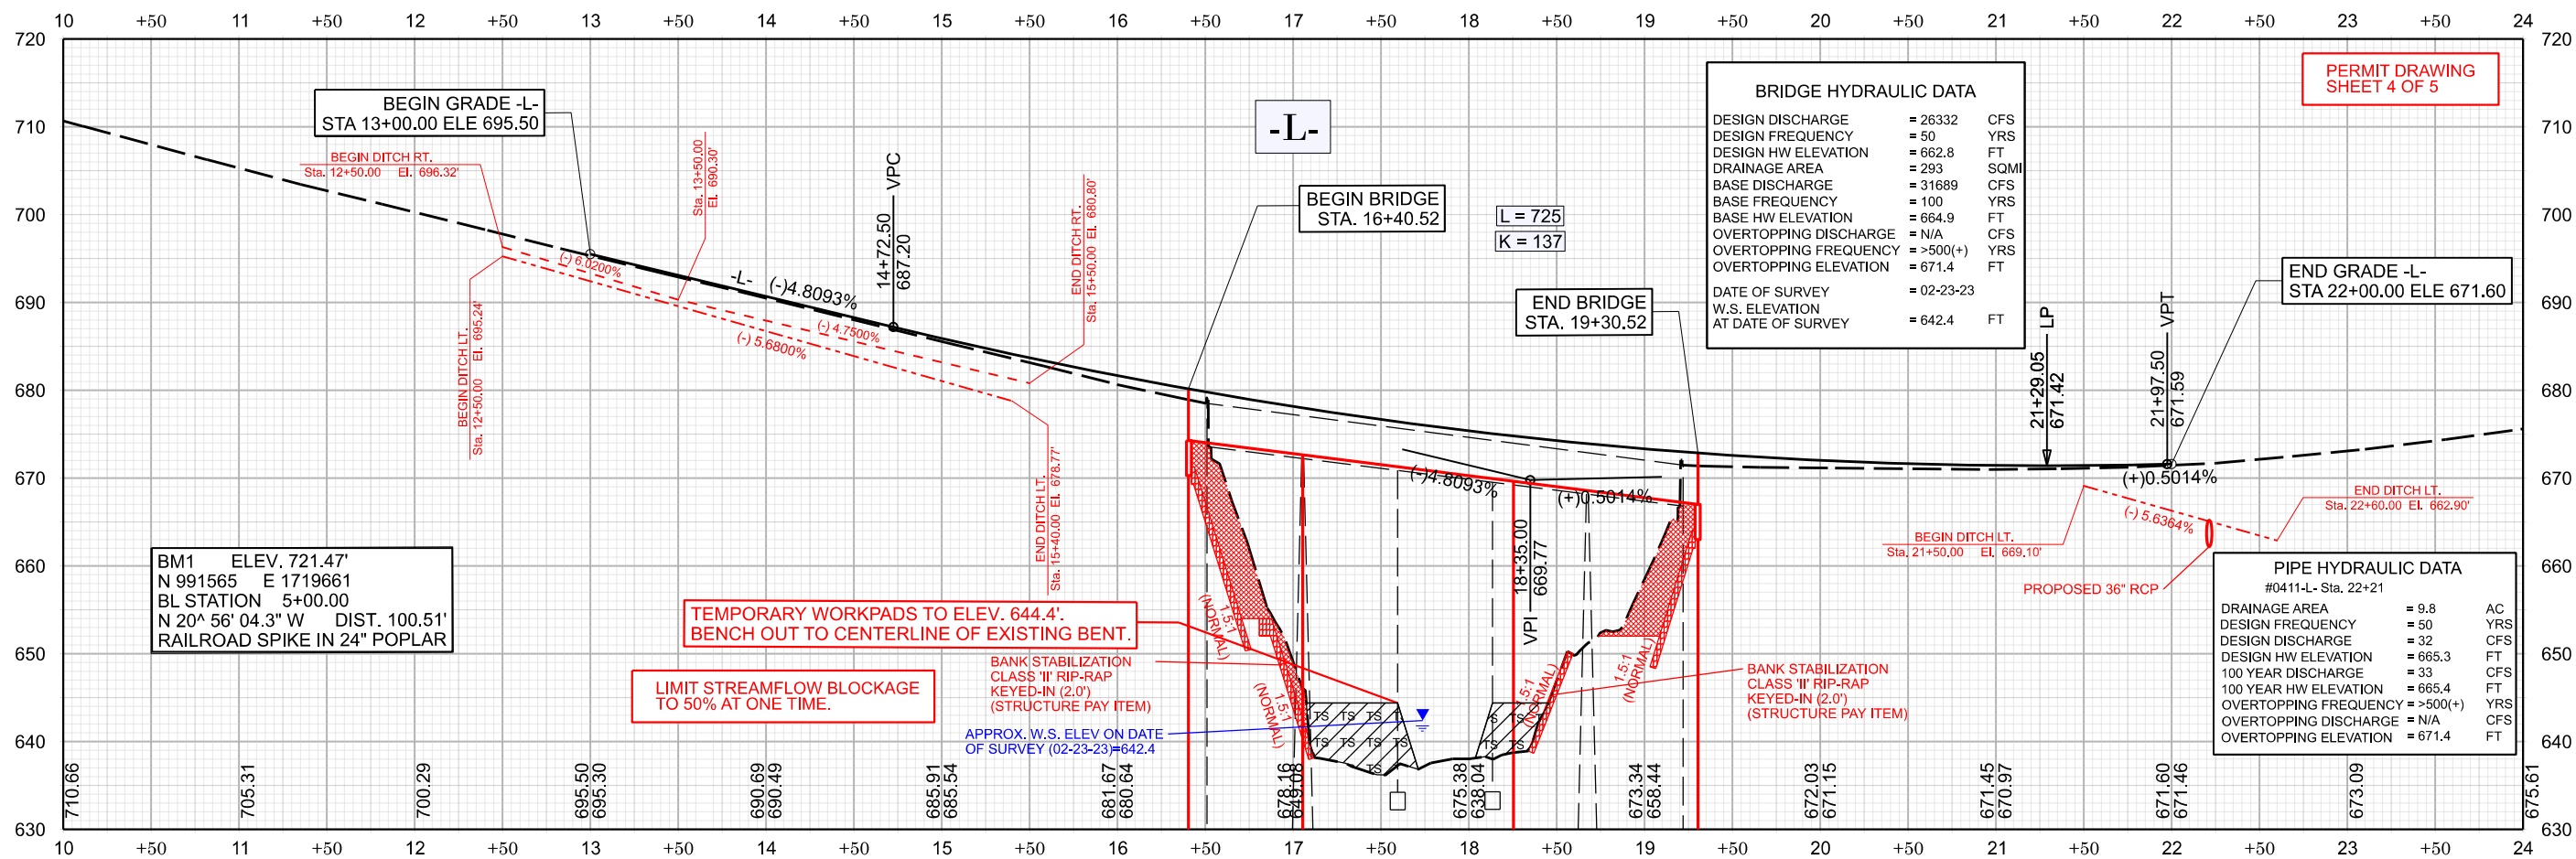 10 +50 11 +50 12 +50 13 +50 14 +50 15 +50 16 +50 17 +50 18 +50 19 +50 20 +50 21 +50 22 +50 23 +50 24
720 720
710 710
700 700
690 690
680 680
670 670
660 660
650 650
640 640
630 630
PERMIT DRAWING
SHEET 4 OF 5
BEGIN GRADE -L-
STA 13+00.00 ELE 695.50
BEGIN DITCH RT.
Sta. 12+50.00 El. 696.32'
Sta. 13+50.00
El. 690.30'
14+72.50 VPC
687.20
END DITCH RT.
Sta. 15+50.00 El. 680.80'
(-) 6.0200%
-L- (-)4.8093%
(-) 4.7500%
(-) 5.6800%
BEGIN DITCH LT.
Sta. 12+50.00 El. 695.24'
END DITCH LT.
Sta. 15+40.00 El. 678.77'
-L-
BEGIN BRIDGE
STA. 16+40.52
L = 725
K = 137
END BRIDGE
STA. 19+30.52
BRIDGE HYDRAULIC DATA
DESIGN DISCHARGE = 26332 CFS
DESIGN FREQUENCY = 50 YRS
DESIGN HW ELEVATION = 662.8 FT
DRAINAGE AREA = 293 SQMI
BASE DISCHARGE = 31689 CFS
BASE FREQUENCY = 100 YRS
BASE HW ELEVATION = 664.9 FT
OVERTOPPING DISCHARGE = N/A CFS
OVERTOPPING FREQUENCY = >500(+) YRS
OVERTOPPING ELEVATION = 671.4 FT
DATE OF SURVEY = 02-23-23
W.S. ELEVATION
AT DATE OF SURVEY = 642.4 FT
END GRADE -L-
STA 22+00.00 ELE 671.60
21+29.05 LP
671.42
21+97.50 VPT
671.59
(-)4.8093%
(+)0.5014%
(+)0.5014%
18+35.00 VPI
669.77
BEGIN DITCH LT.
Sta. 21+50.00 El. 669.10'
(-) 5.6364%
END DITCH LT.
Sta. 22+60.00 El. 662.90'
PROPOSED 36" RCP
BM1 ELEV. 721.47'
N 991565 E 1719661
BL STATION 5+00.00
N 20^ 56' 04.3" W DIST. 100.51'
RAILROAD SPIKE IN 24" POPLAR
TEMPORARY WORKPADS TO ELEV. 644.4'.
BENCH OUT TO CENTERLINE OF EXISTING BENT.
LIMIT STREAMFLOW BLOCKAGE
TO 50% AT ONE TIME.
BANK STABILIZATION
CLASS 'II' RIP-RAP
KEYED-IN (2.0')
(STRUCTURE PAY ITEM)
APPROX. W.S. ELEV ON DATE
OF SURVEY (02-23-23)=642.4
1.5:1
(NORMAL)
1.5:1
(NORMAL)
1.5:1
(NORMAL)
1.5:1
(NORMAL)
TS TS TS
TS TS TS
TS
S TS
TS TS
BANK STABILIZATION
CLASS 'II' RIP-RAP
KEYED-IN (2.0')
(STRUCTURE PAY ITEM)
PIPE HYDRAULIC DATA
#0411-L- Sta. 22+21
DRAINAGE AREA = 9.8 AC
DESIGN FREQUENCY = 50 YRS
DESIGN DISCHARGE = 32 CFS
DESIGN HW ELEVATION = 665.3 FT
100 YEAR DISCHARGE = 33 CFS
100 YEAR HW ELEVATION = 665.4 FT
OVERTOPPING FREQUENCY = >500(+) YRS
OVERTOPPING DISCHARGE = N/A CFS
OVERTOPPING ELEVATION = 671.4 FT
710.66
705.31
700.29
695.50
695.30
690.69
690.49
685.91
685.54
681.67
680.64
678.16
649.08
675.38
638.04
673.34
658.44
672.03
671.15
671.45
670.97
671.60
671.46
673.09
675.61
10 +50 11 +50 12 +50 13 +50 14 +50 15 +50 16 +50 17 +50 18 +50 19 +50 20 +50 21 +50 22 +50 23 +50 24